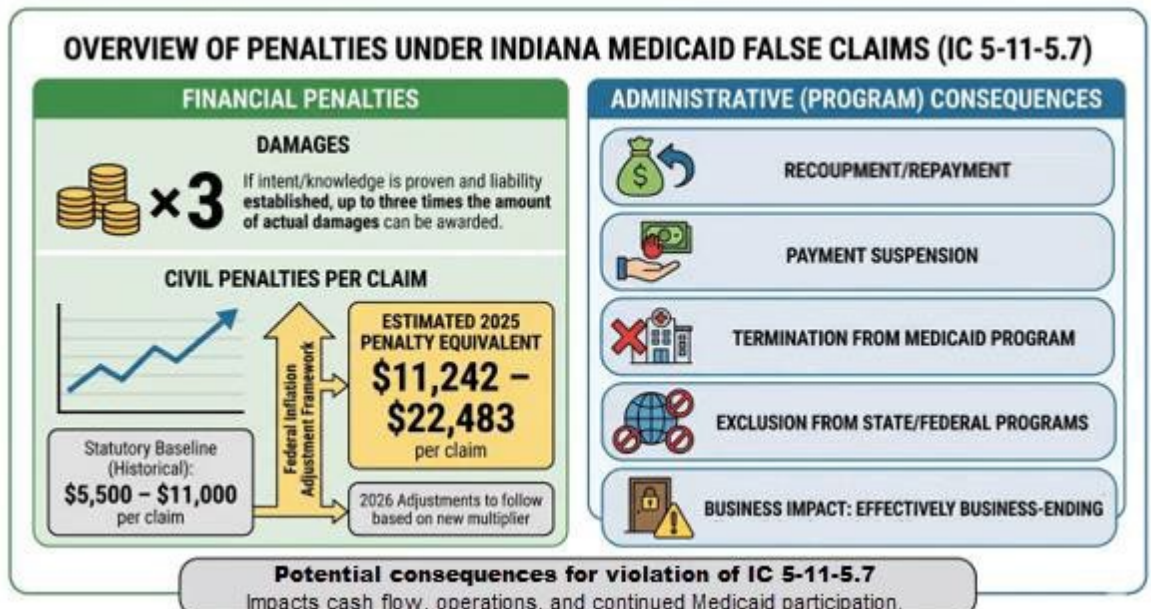 OVERVIEW OF PENALTIES UNDER INDIANA MEDICAID FALSE CLAIMS (IC 5-11-5.7)
FINANCIAL PENALTIES
DAMAGES
×3
If intent/knowledge is proven and liability
established, up to three times the amount
of actual damages can be awarded.
CIVIL PENALTIES PER CLAIM
Statutory Baseline
(Historical):
$5,500 – $11,000
per claim
Federal Inflation
Adjustment Framework
ESTIMATED 2025
PENALTY EQUIVALENT
$11,242 –
$22,483
per claim
2026 Adjustments to follow
based on new multiplier
ADMINISTRATIVE (PROGRAM) CONSEQUENCES
$
RECOUPMENT/REPAYMENT
PAYMENT SUSPENSION
TERMINATION FROM MEDICAID PROGRAM
EXCLUSION FROM STATE/FEDERAL PROGRAMS
BUSINESS IMPACT: EFFECTIVELY BUSINESS-ENDING
Potential consequences for violation of IC 5-11-5.7
Impacts cash flow, operations, and continued Medicaid participation.